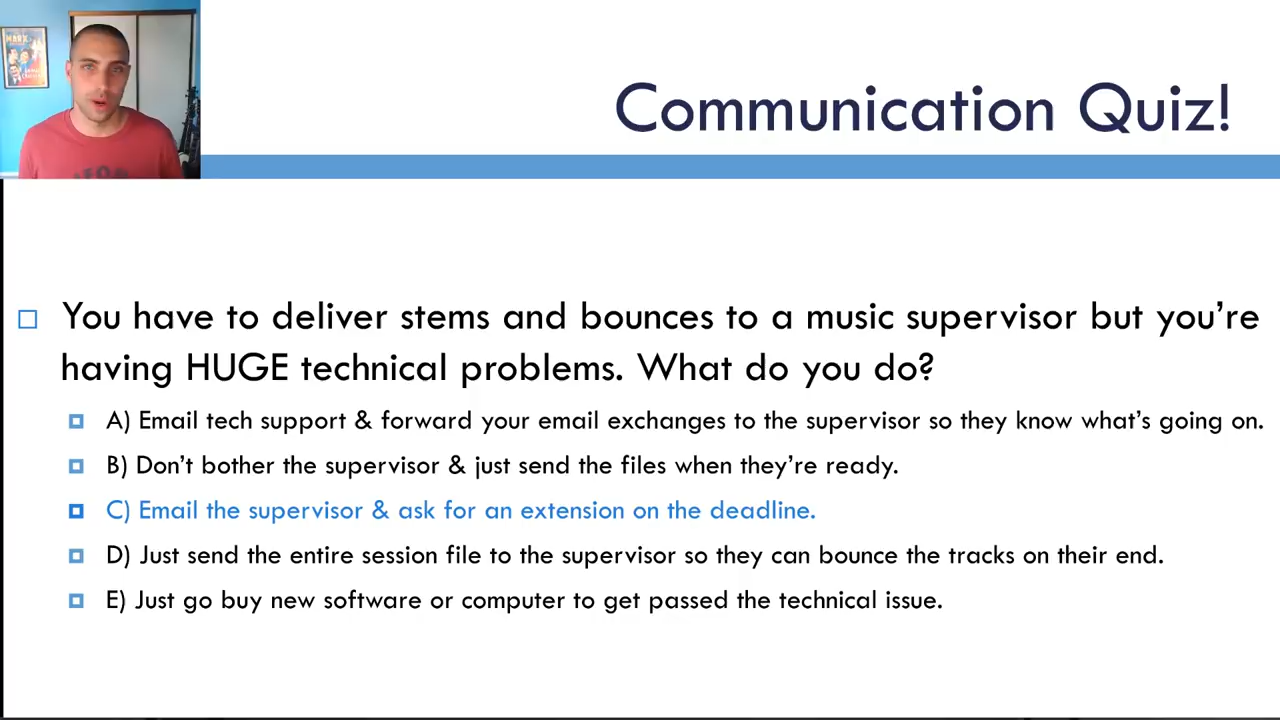 Communication Quiz!
You have to deliver stems and bounces to a music supervisor but you're
having HUGE technical problems. What do you do?
A) Email tech support & forward your email exchanges to the supervisor so they know what's going on.
B) Don't bother the supervisor & just send the files when they're ready.
C) Email the supervisor & ask for an extension on the deadline.
D) Just send the entire session file to the supervisor so they can bounce the tracks on their end.
E) Just go buy new software or computer to get passed the technical issue.